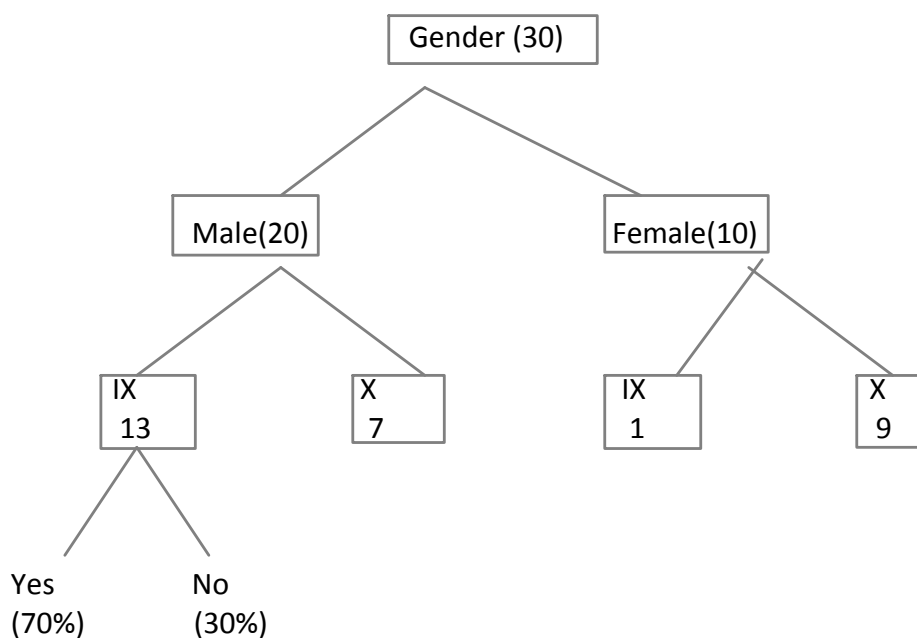 Gender (30)
Male(20)
Female(10)
IX
13
X
7
IX
1
X
9
Yes
(70%)
No
(30%)